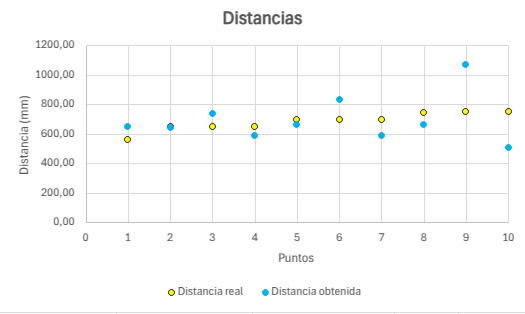 Distancias
1200,00
1000,00
800,00
600,00
400,00
200,00
0,00
Distancia (mm)
0 1 2 3 4 5 6 7 8 9 10
Puntos
Distancia real Distancia obtenida